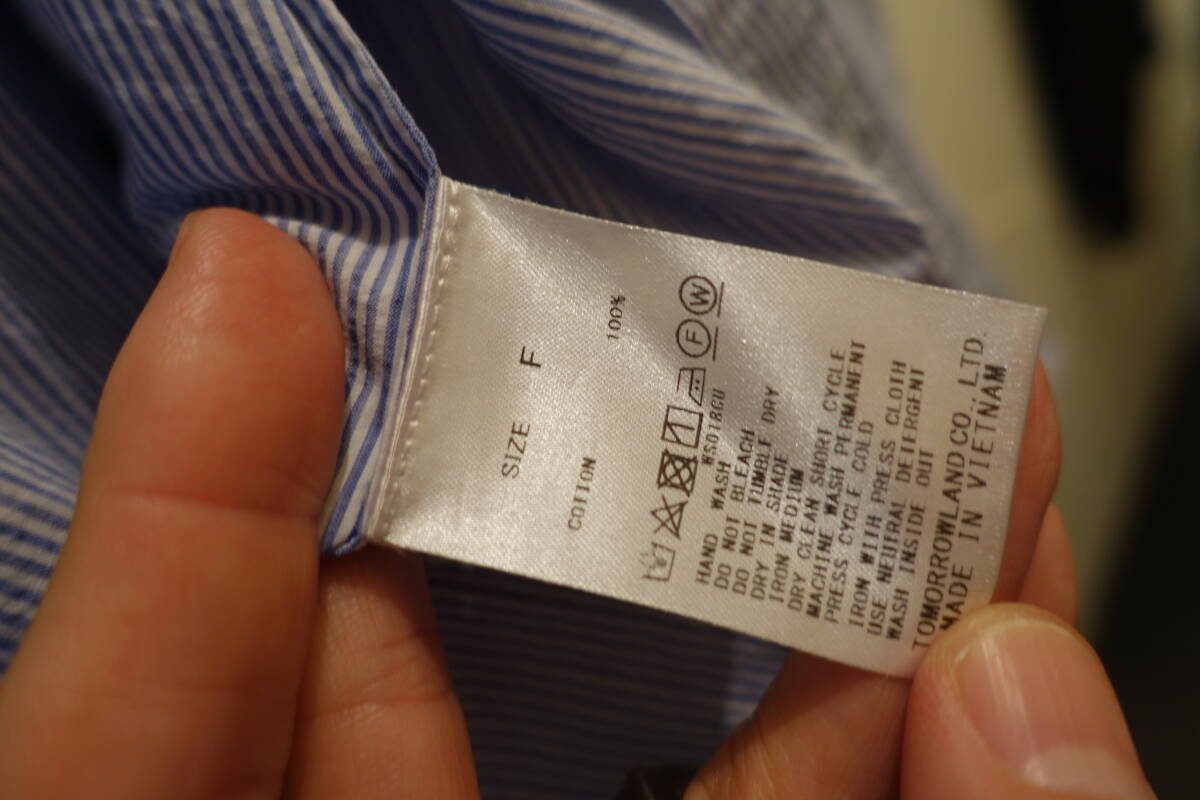 SIZE F
COTTON 100%
F W
WS018GU
HAND WASH
DO NOT BLEACH
DO NOT TUMBLE DRY
DRY IN SHADE
IRON MEDIUM
DRY CLEAN SHORT CYCLE
MACHINE WASH PERMANENT
PRESS CYCLE COLD
IRON WITH PRESS CLOTH
USE NEUTRAL DETERGENT
WASH INSIDE OUT
TOMORROWLAND CO.,LTD.
MADE IN VIETNAM